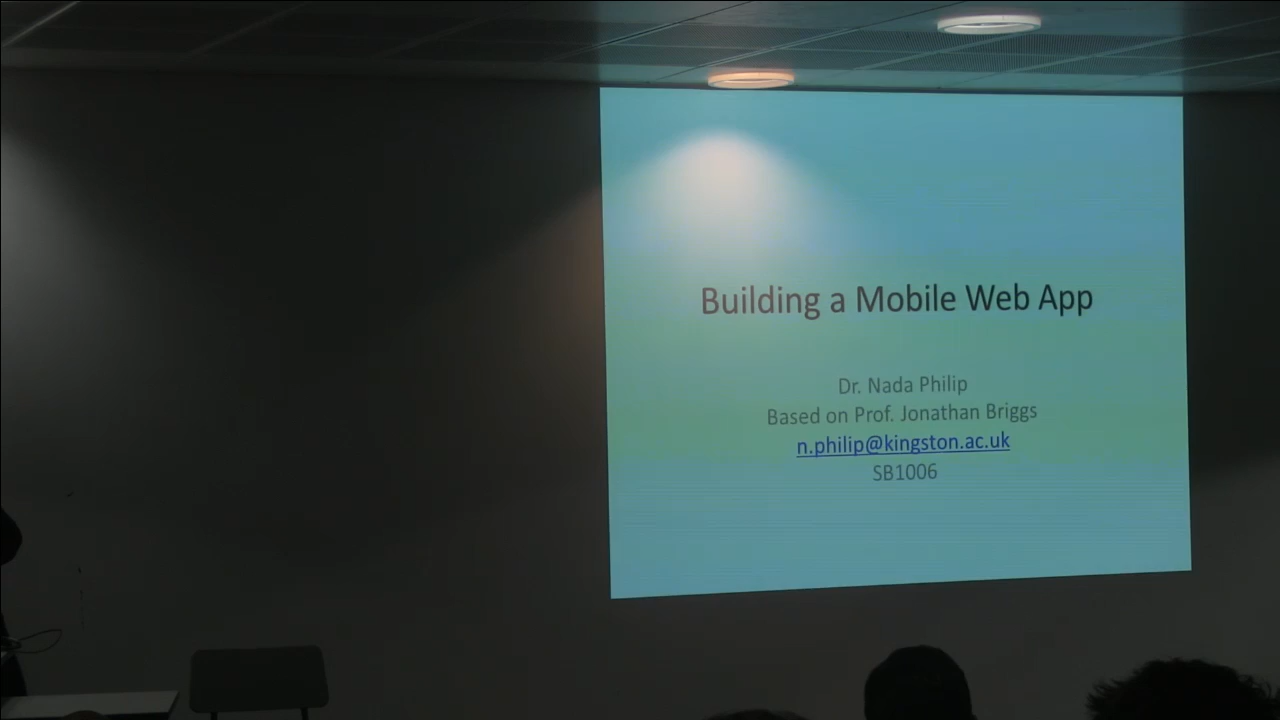 Building a Mobile Web App
Dr. Nada Philip
Based on Prof. Jonathan Briggs
n.philip@kingston.ac.uk
SB1006